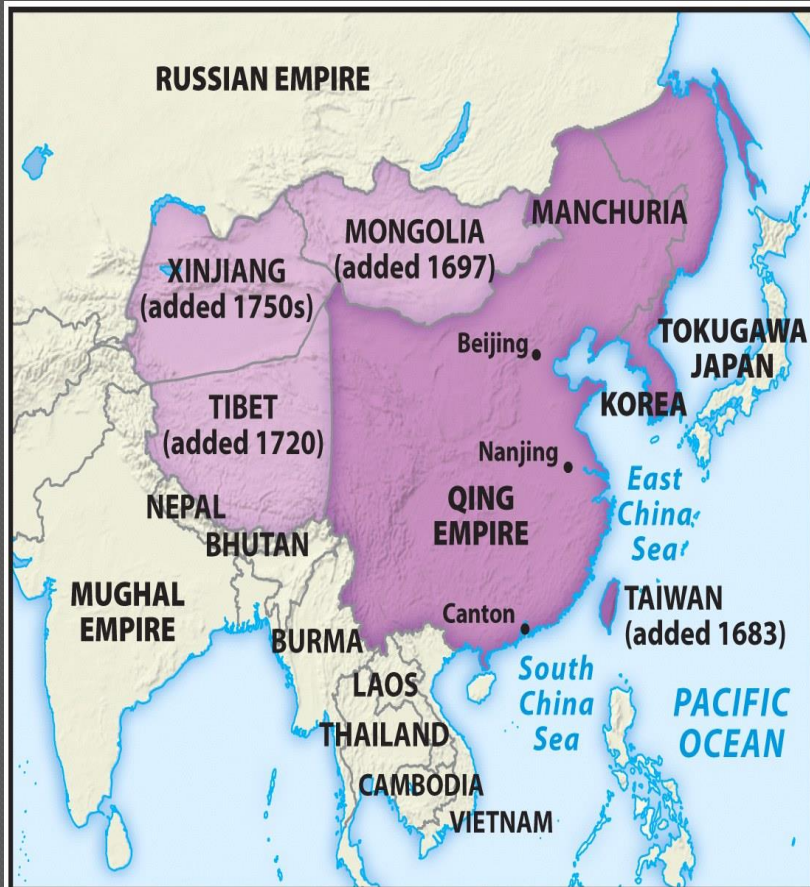 RUSSIAN EMPIRE
MANCHURIA
MONGOLIA
(added 1697)
XINJIANG
(added 1750s)
TOKUGAWA
JAPAN
Beijing
KOREA
TIBET
(added 1720)
Nanjing
East
China
Sea
QING
EMPIRE
NEPAL
BHUTAN
MUGHAL
EMPIRE
TAIWAN
(added 1683)
Canton
BURMA
South
China
Sea
LAOS
PACIFIC
OCEAN
THAILAND
CAMBODIA
VIETNAM